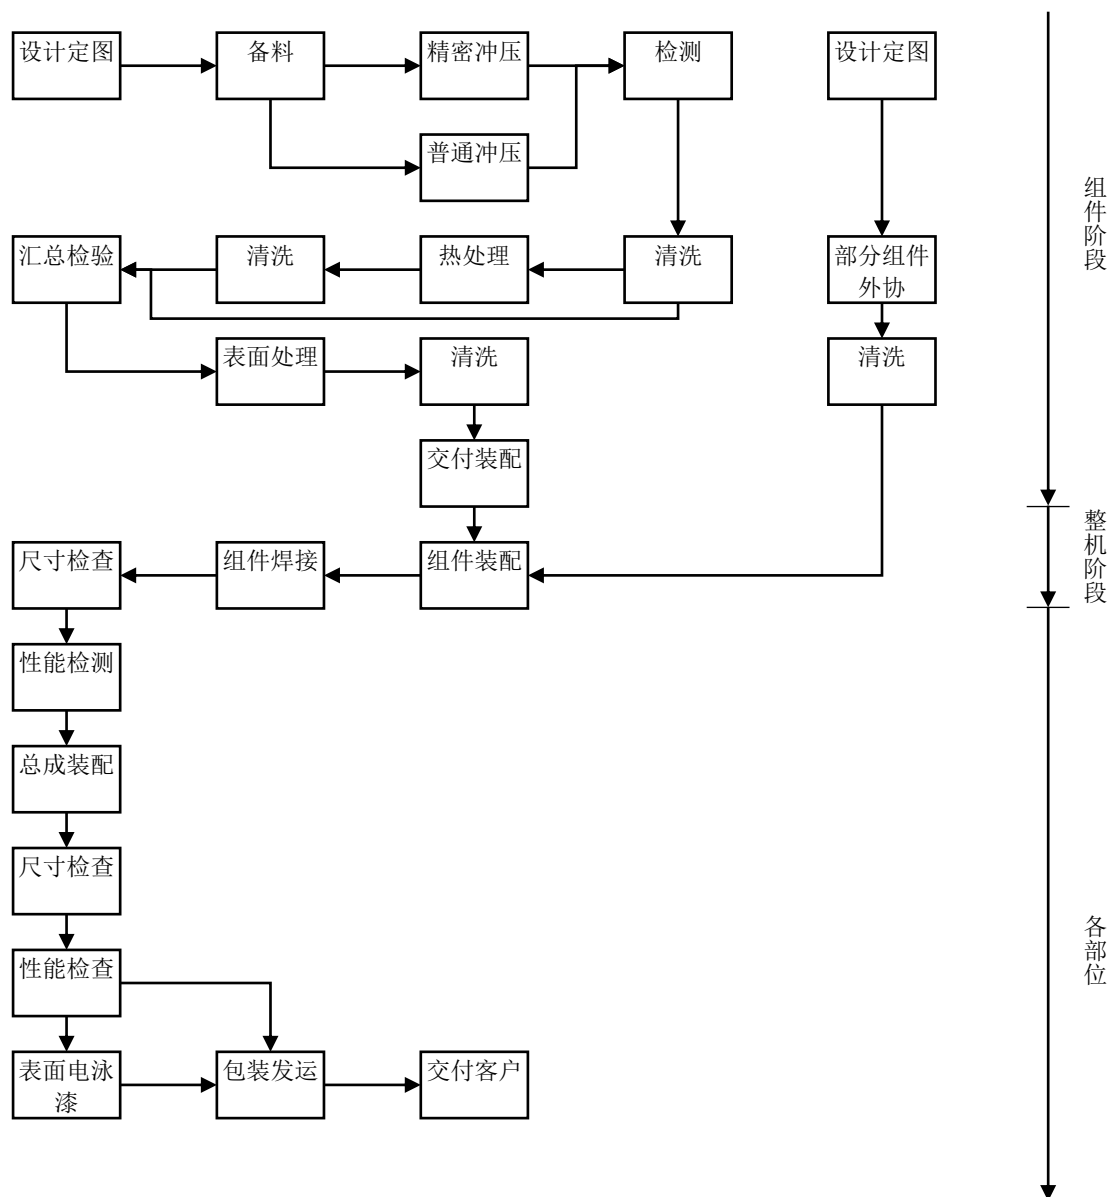 设计定图
备料
精密冲压
检测
设计定图
普通冲压
汇总检验
清洗
热处理
清洗
部分组件
外协
表面处理
清洗
清洗
交付装配
尺寸检查
组件焊接
组件装配
性能检测
总成装配
尺寸检查
性能检查
表面电泳
漆
包装发运
交付客户
组件阶段
整机阶段
各部位